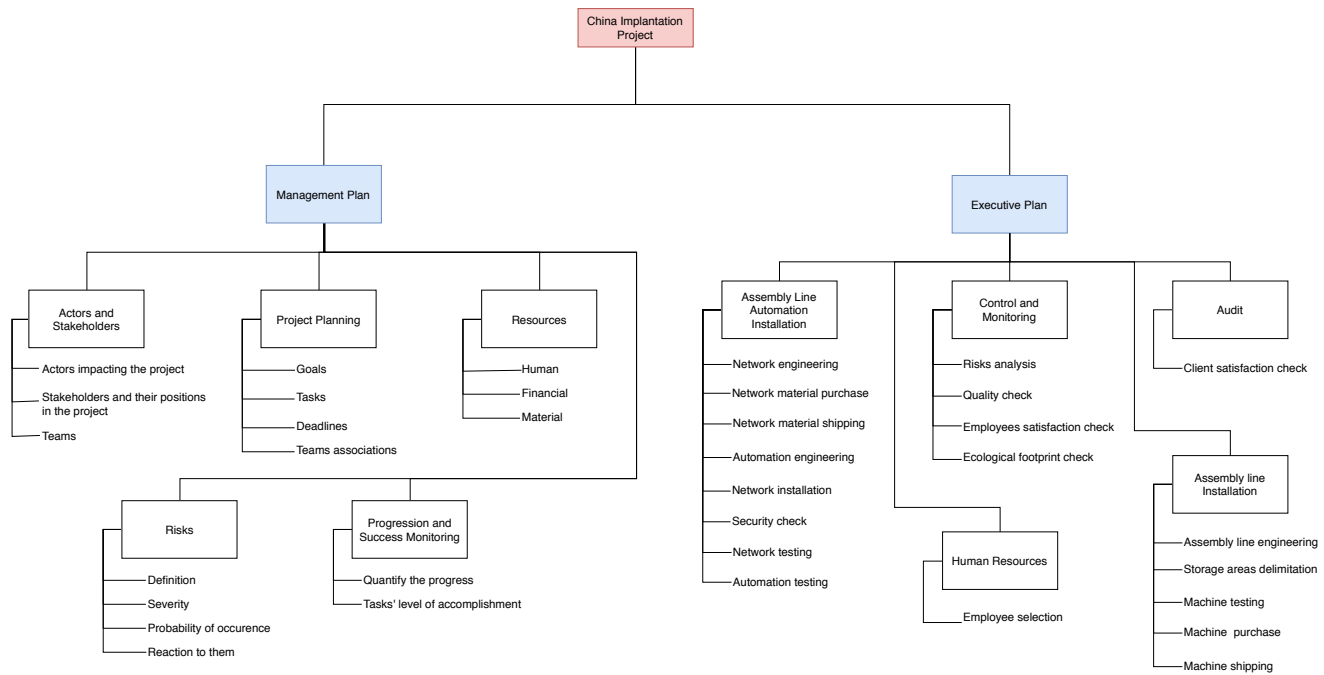 China Implantation
Project
Management Plan
Executive Plan
Actors and
Stakeholders
Actors impacting the project
Stakeholders and their positions
in the project
Teams
Project Planning
Goals
Tasks
Deadlines
Teams associations
Resources
Human
Financial
Material
Risks
Definition
Severity
Probability of occurence
Reaction to them
Progression and
Success Monitoring
Quantify the progress
Tasks' level of accomplishment
Assembly Line
Automation
Installation
Network engineering
Network material purchase
Network material shipping
Automation engineering
Network installation
Security check
Network testing
Automation testing
Control and
Monitoring
Risks analysis
Quality check
Employees satisfaction check
Ecological footprint check
Human Resources
Employee selection
Audit
Client satisfaction check
Assembly line
Installation
Assembly line engineering
Storage areas delimitation
Machine testing
Machine purchase
Machine shipping